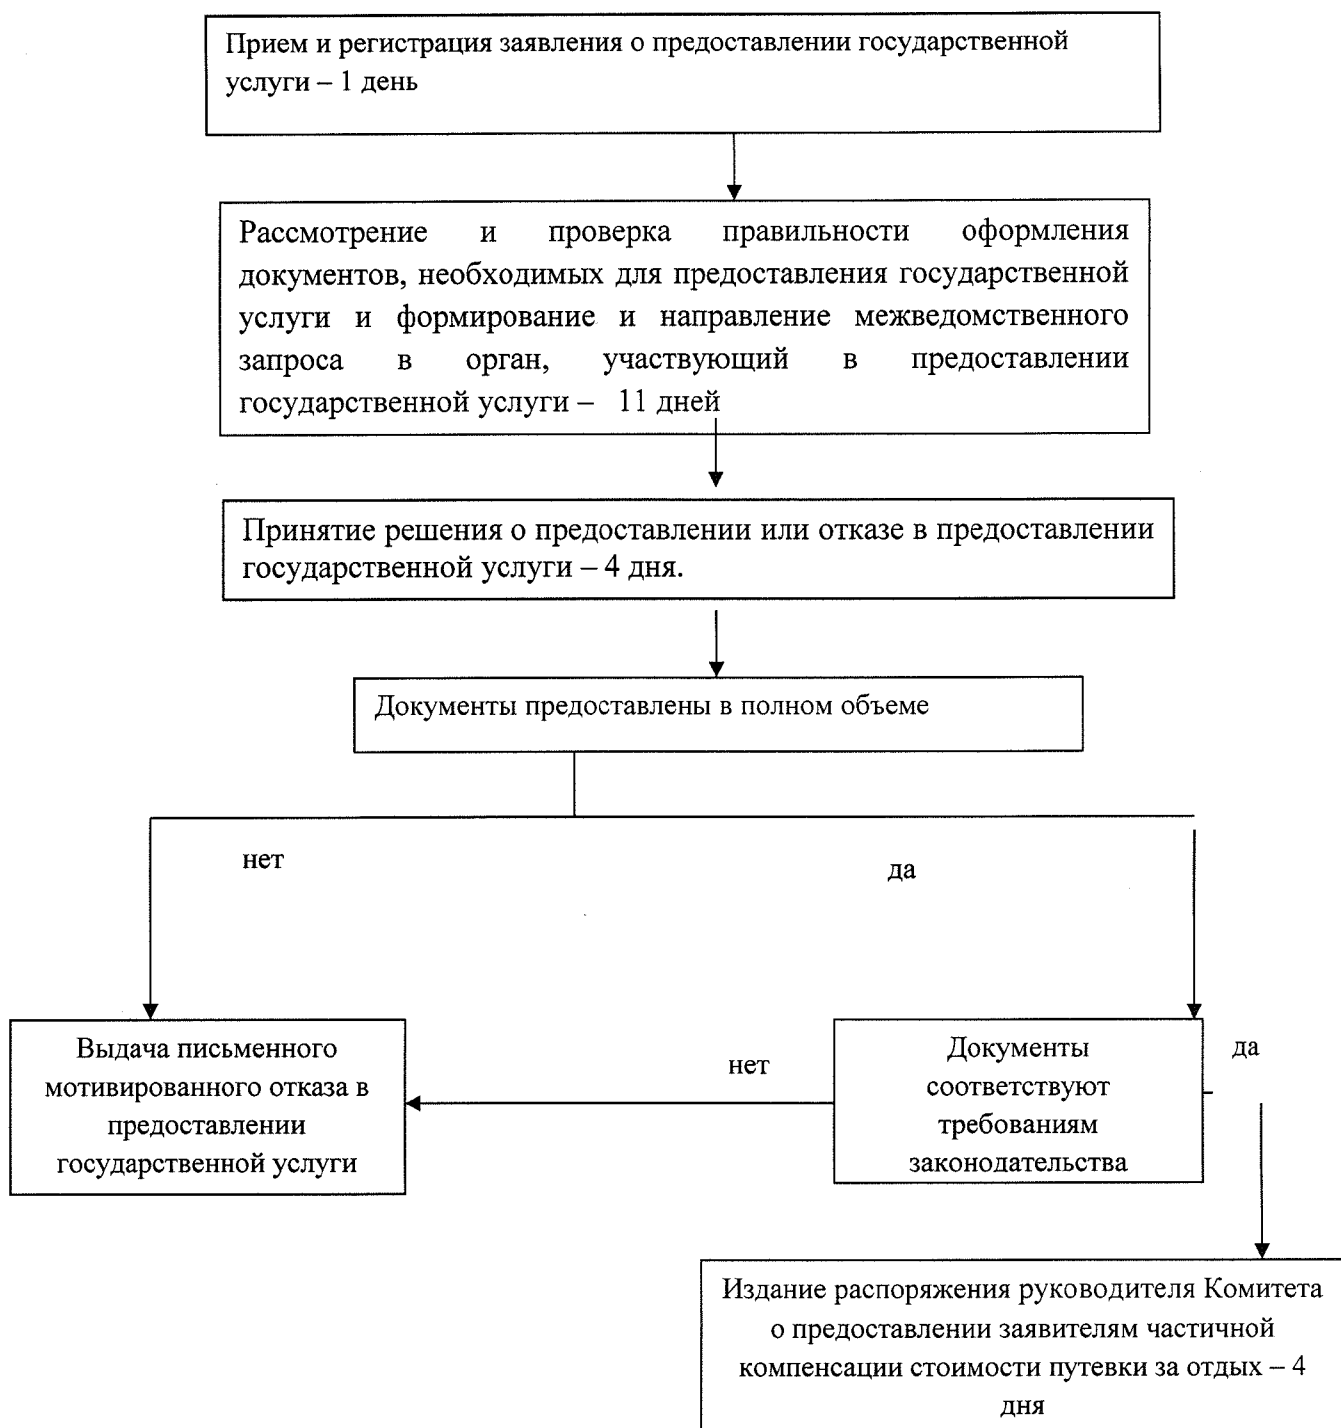 Прием и регистрация заявления о предоставлении государственной
услуги – 1 день
Рассмотрение и проверка правильности оформления
документов, необходимых для предоставления государственной
услуги и формирование и направление межведомственного
запроса в орган, участвующий в предоставлении
государственной услуги – 11 дней
Принятие решения о предоставлении или отказе в предоставлении
государственной услуги – 4 дня.
Документы предоставлены в полном объеме
нет
да
Выдача письменного
мотивированного отказа в
предоставлении
государственной услуги
нет
Документы
соответствуют
требованиям
законодательства
да
Издание распоряжения руководителя Комитета
о предоставлении заявителям частичной
компенсации стоимости путевки за отдых – 4
дня